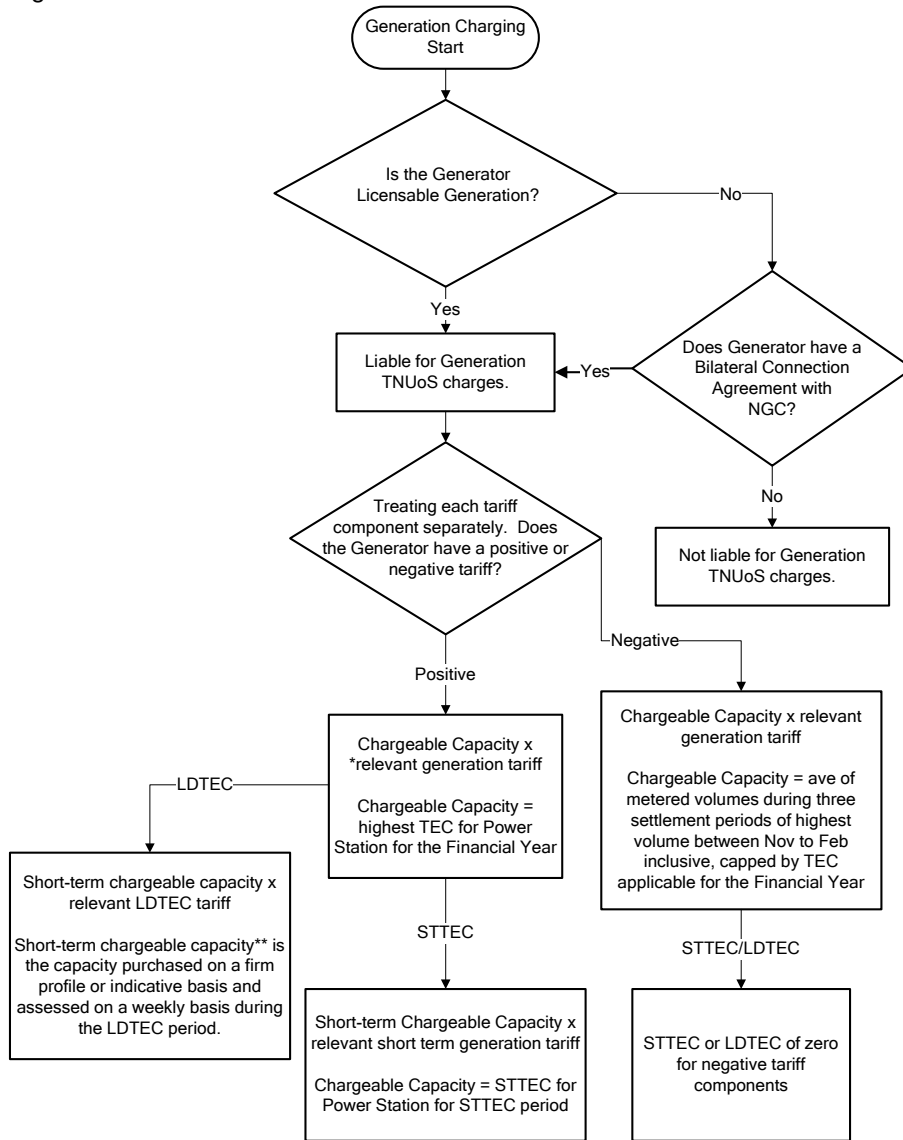 Generation Charging
Start
Is the Generator
Licensable Generation?
No
Yes
Liable for Generation
TNUoS charges.
Yes
Does Generator have a
Bilateral Connection
Agreement with
NGC?
No
Not liable for Generation
TNUoS charges.
Treating each tariff
component separately. Does
the Generator have a positive or
negative tariff?
Negative
Positive
Chargeable Capacity x
*relevant generation tariff
Chargeable Capacity =
highest TEC for Power
Station for the Financial Year
Chargeable Capacity x relevant
generation tariff
Chargeable Capacity = ave of
metered volumes during three
settlement periods of highest
volume between Nov to Feb
inclusive, capped by TEC
applicable for the Financial Year
LDTEC
Short-term chargeable capacity x
relevant LDTEC tariff
Short-term chargeable capacity** is
the capacity purchased on a firm
profile or indicative basis and
assessed on a weekly basis during
the LDTEC period.
STTEC
Short-term Chargeable Capacity x
relevant short term generation tariff
Chargeable Capacity = STTEC for
Power Station for STTEC period
STTEC/LDTEC
STTEC or LDTEC of zero
for negative tariff
components